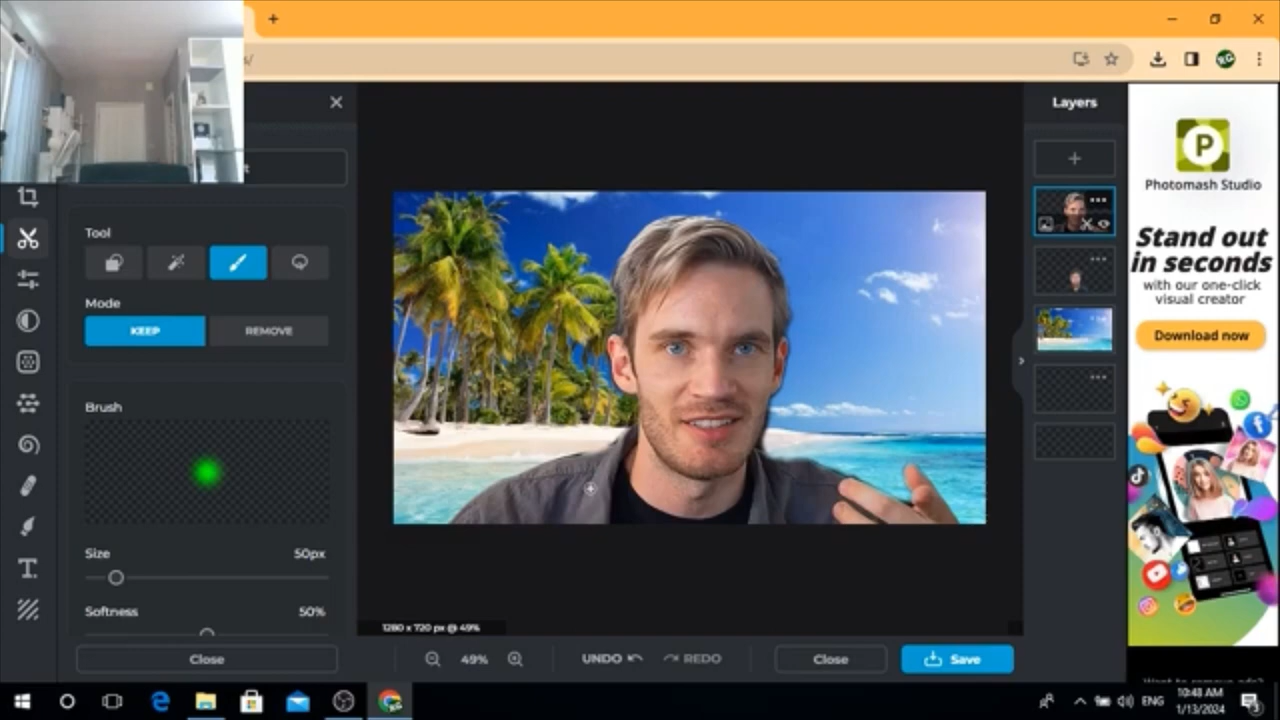 Layers
Photomash Studio
Stand out
in seconds
with our one-click
visual creator
Download now
Tool
Mode
KEEP
REMOVE
Brush
Size
50px
Softness
50%
Close
1280 x 720 px @ 49%
49%
UNDO
REDO
Close
Save
ENG
10:48 AM
1/13/2024